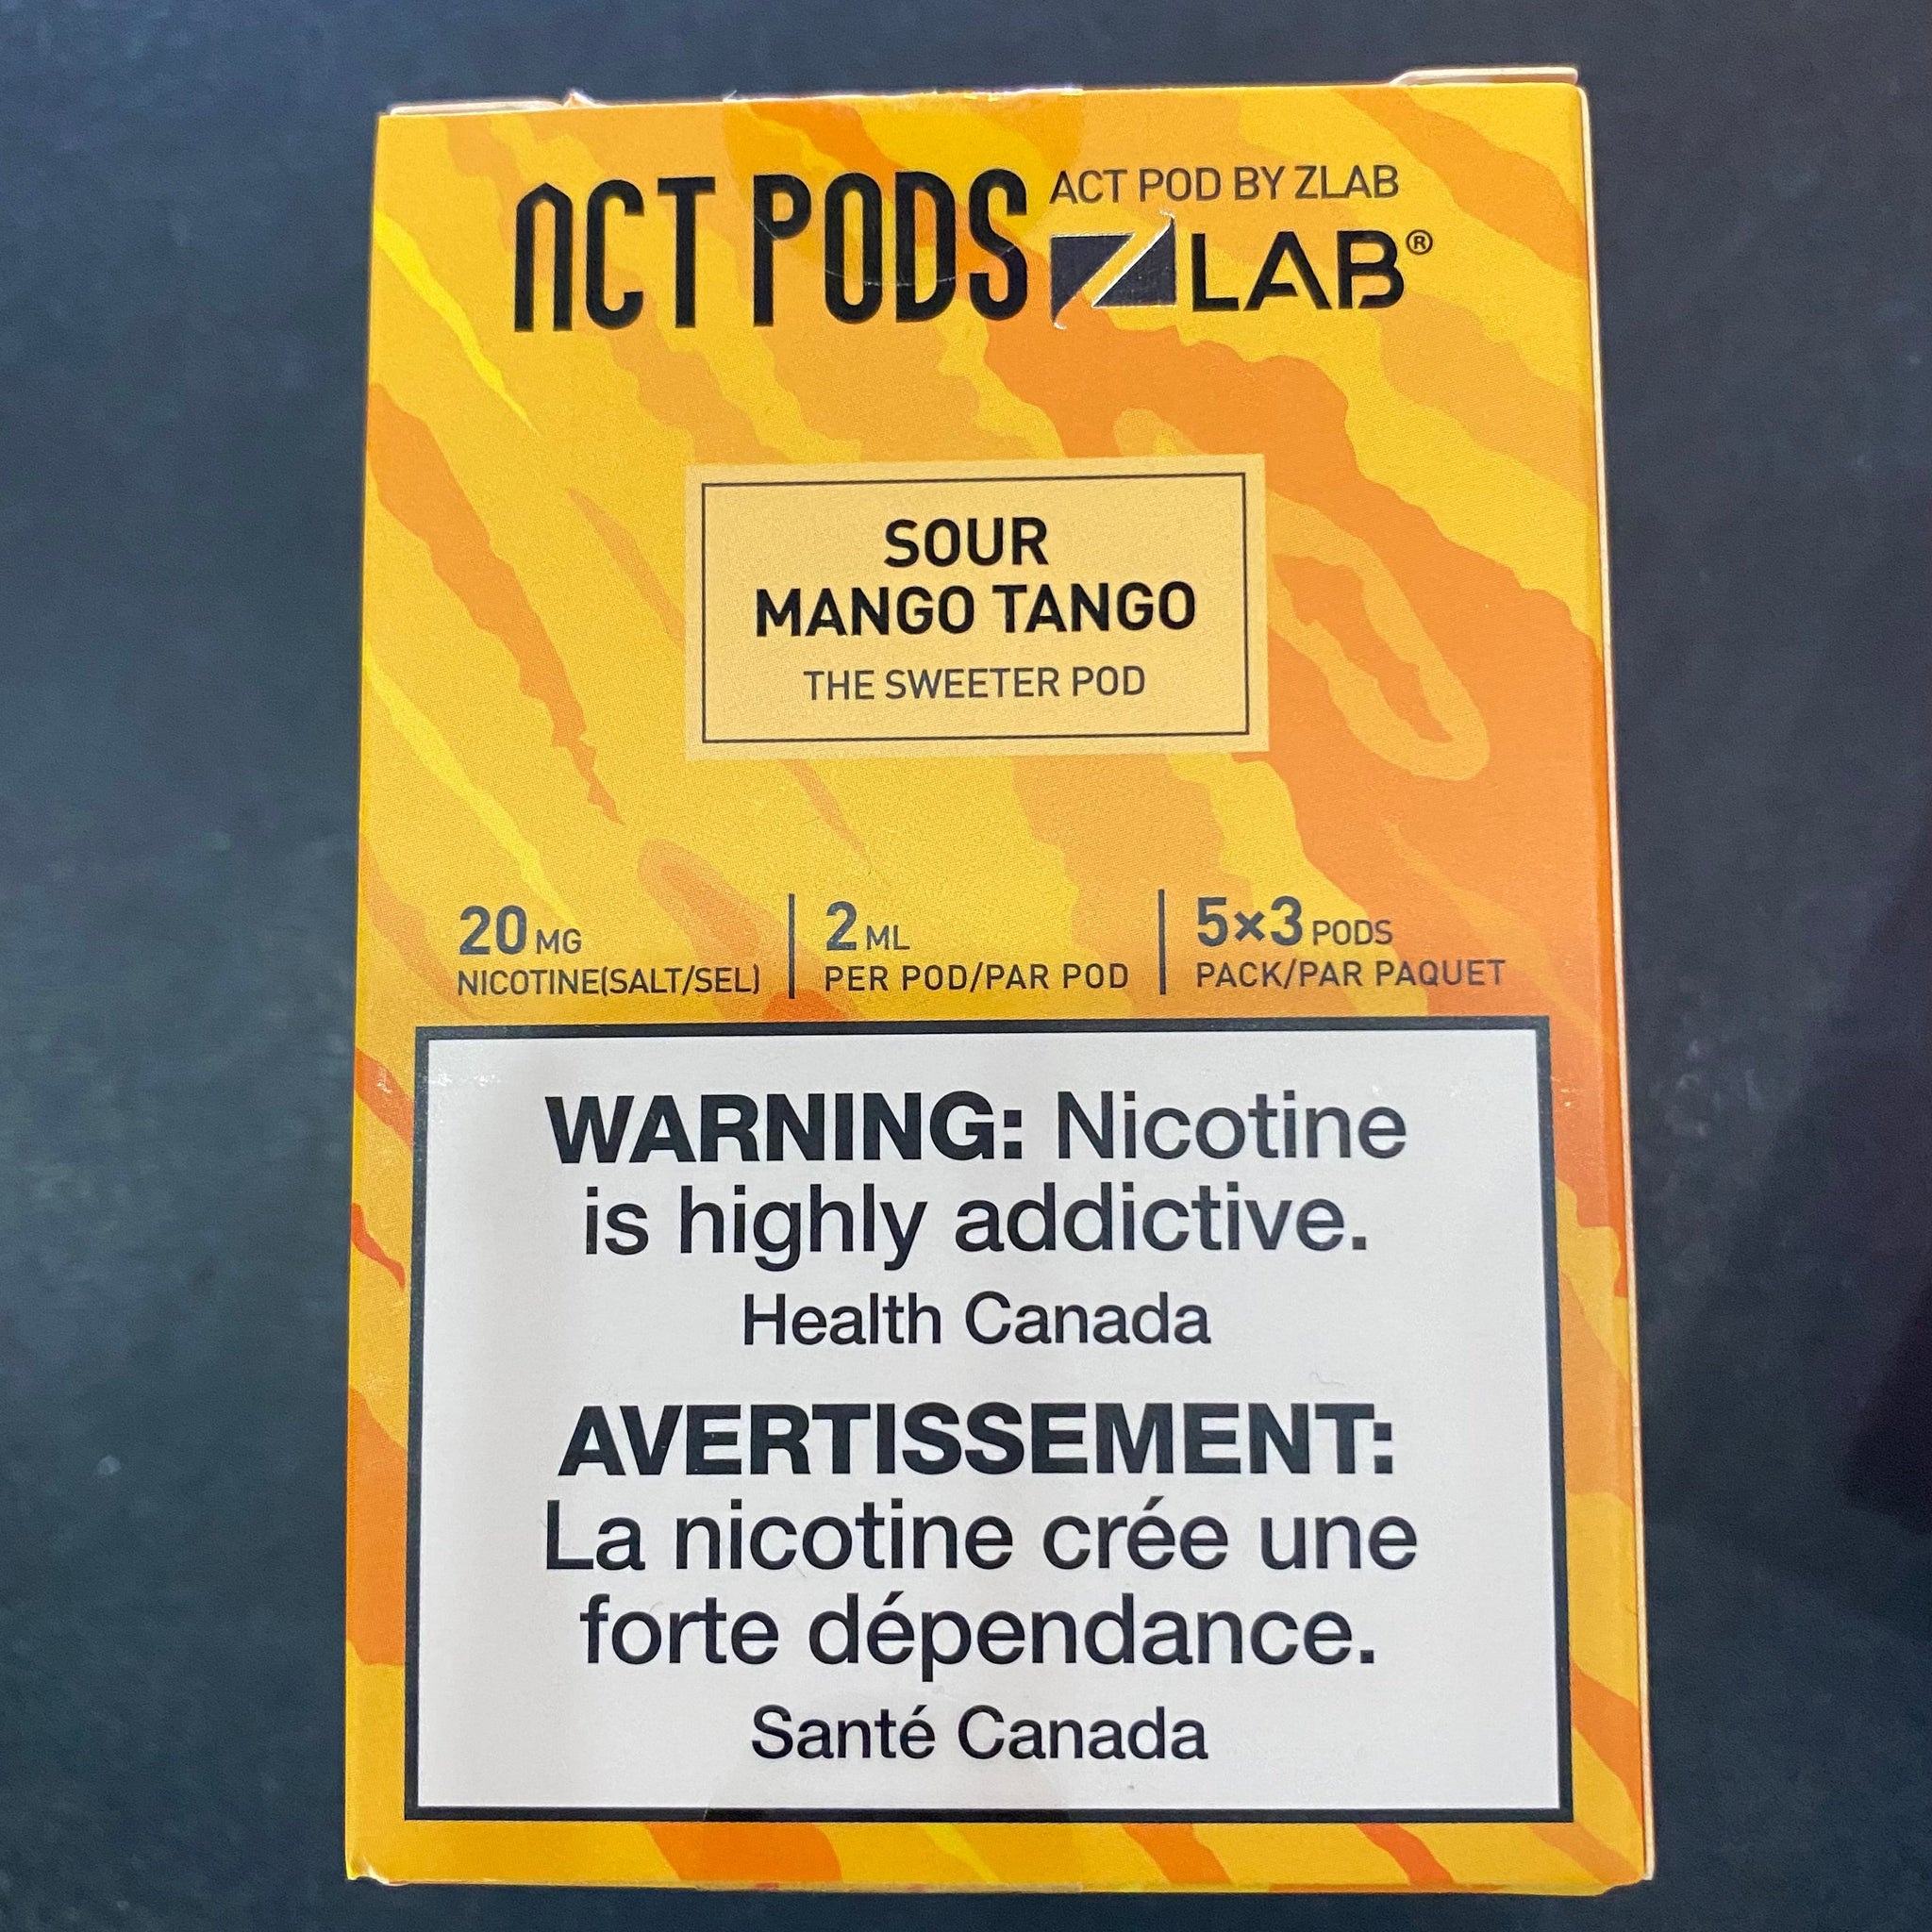 ACT PODS
ACT POD BY ZLAB
ZLAB®
SOUR
MANGO TANGO
THE SWEETER POD
20 MG
NICOTINE(SALT/SEL)
2 ML
PER POD/PAR POD
5×3 PODS
PACK/PAR PAQUET
WARNING: Nicotine
is highly addictive.
Health Canada
AVERTISSEMENT:
La nicotine crée une
forte dépendance.
Santé Canada